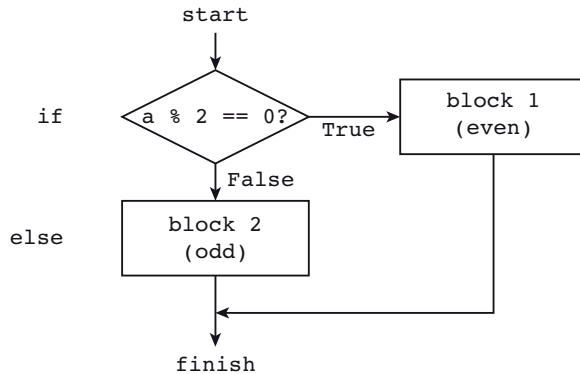 start
if
a % 2 == 0?
True
block 1
(even)
False
else
block 2
(odd)
finish